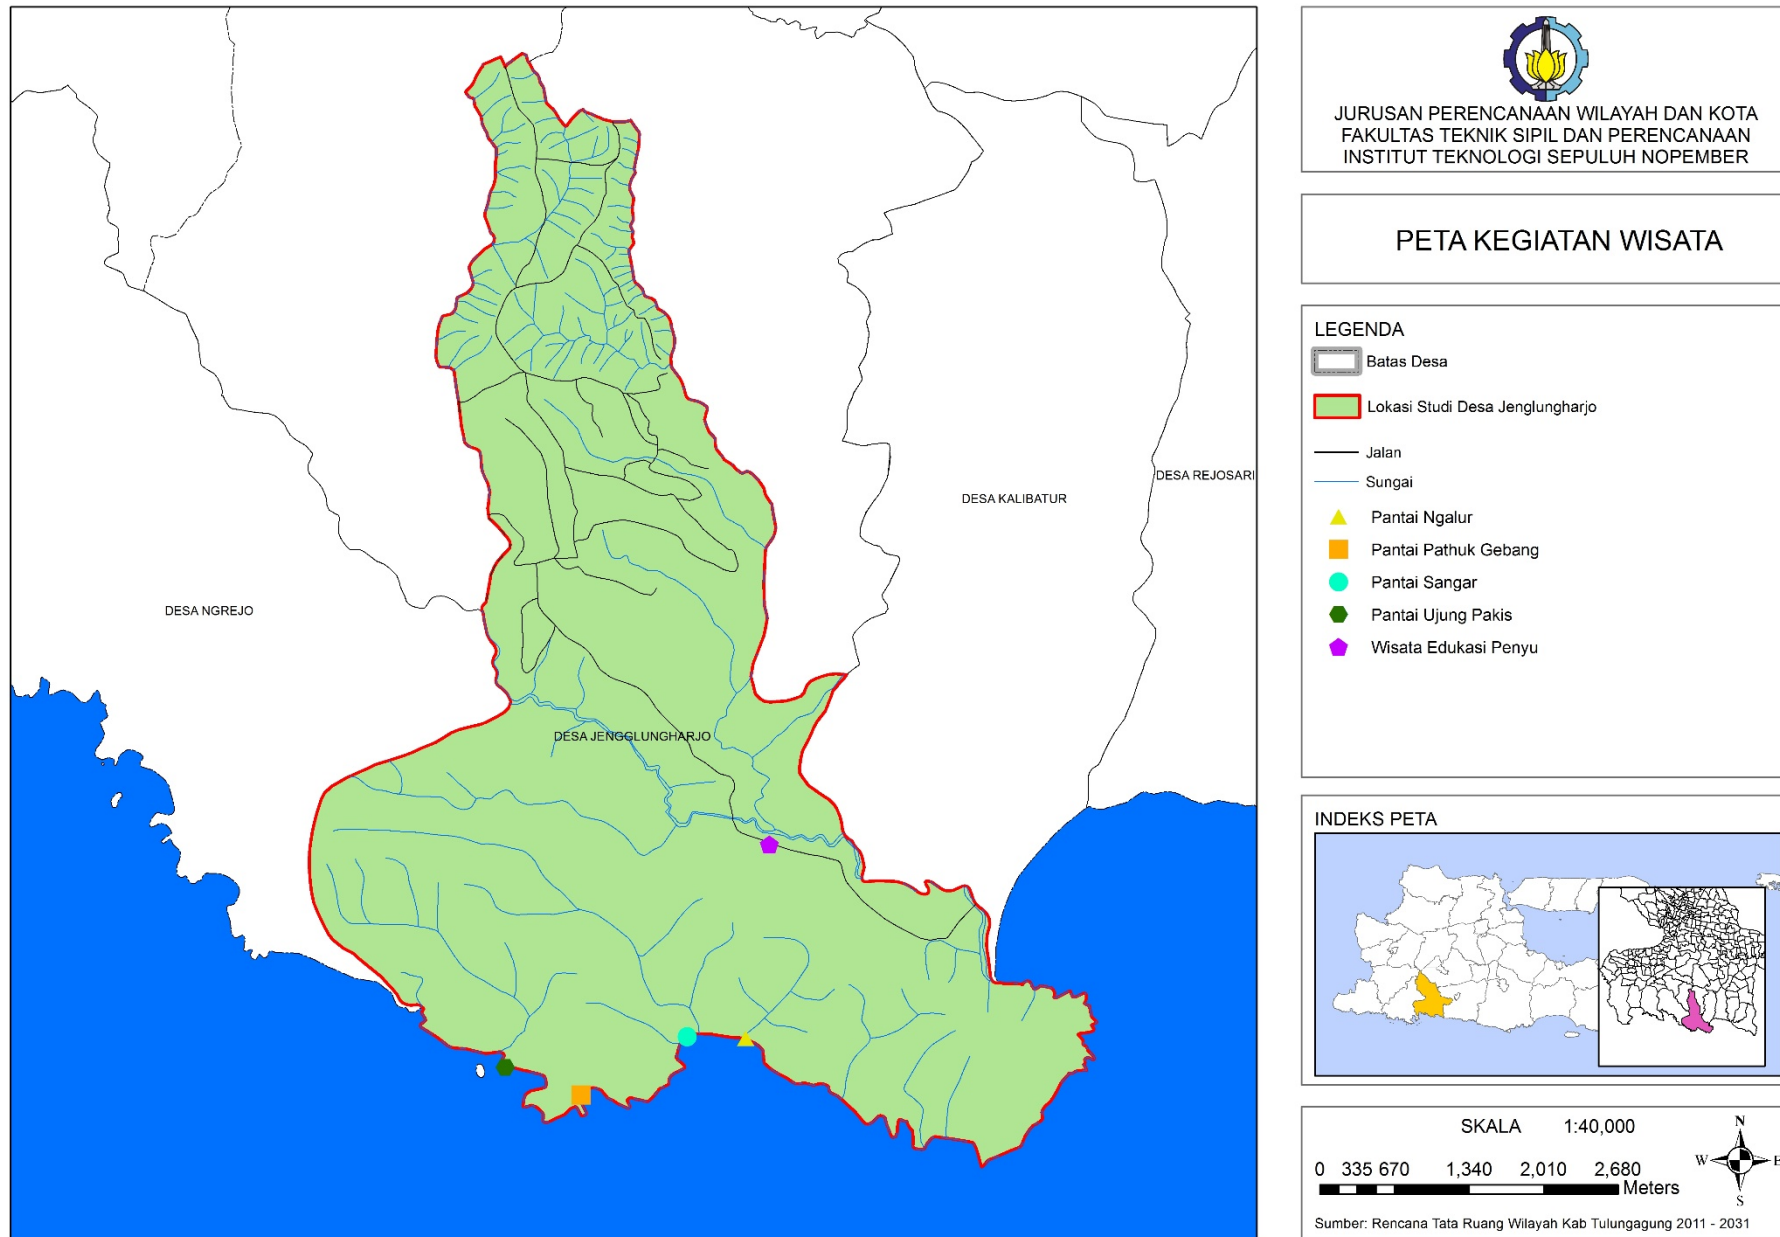 JURUSAN PERENCANAAN WILAYAH DAN KOTA
FAKULTAS TEKNIK SIPIL DAN PERENCANAAN
INSTITUT TEKNOLOGI SEPULUH NOPEMBER
PETA KEGIATAN WISATA
LEGENDA
Batas Desa
Lokasi Studi Desa Jenglungharjo
Jalan
Sungai
Pantai Ngalur
Pantai Pathuk Gebang
Pantai Sangar
Pantai Ujung Pakis
Wisata Edukasi Penyu
DESA REJOSARI
DESA KALIBATUR
DESA NGREJO
DESA JENGGLUNGHARJO
INDEKS PETA
SKALA 1:40,000
N
W E
S
0 335 670 1,340 2,010 2,680
Meters
Sumber: Rencana Tata Ruang Wilayah Kab Tulungagung 2011 - 2031